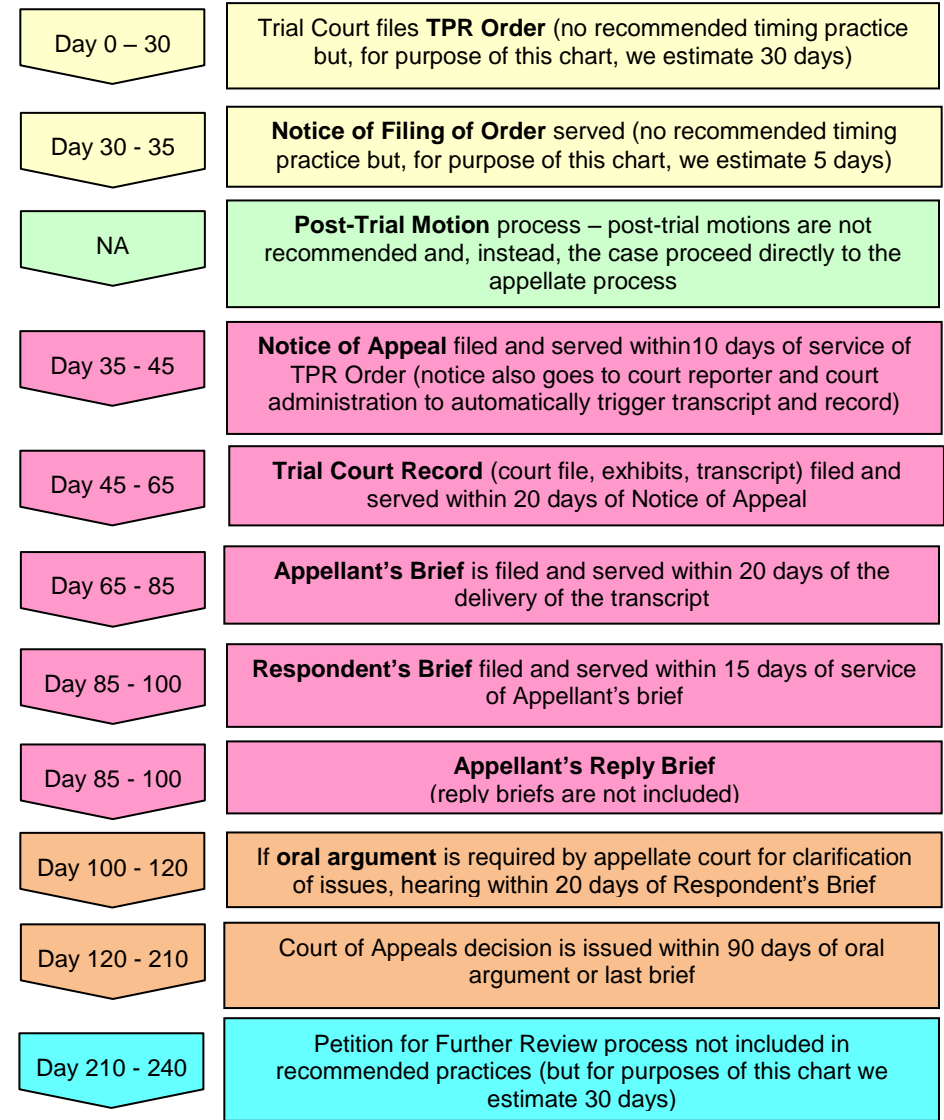 Day 0 – 30
Trial Court files TPR Order (no recommended timing practice
but, for purpose of this chart, we estimate 30 days)
Day 30 - 35
Notice of Filing of Order served (no recommended timing
practice but, for purpose of this chart, we estimate 5 days)
NA
Post-Trial Motion process – post-trial motions are not
recommended and, instead, the case proceed directly to the
appellate process
Day 35 - 45
Notice of Appeal filed and served within10 days of service of
TPR Order (notice also goes to court reporter and court
administration to automatically trigger transcript and record)
Day 45 - 65
Trial Court Record (court file, exhibits, transcript) filed and
served within 20 days of Notice of Appeal
Day 65 - 85
Appellant's Brief is filed and served within 20 days of the
delivery of the transcript
Day 85 - 100
Respondent's Brief filed and served within 15 days of service
of Appellant's brief
Day 85 - 100
Appellant's Reply Brief
(reply briefs are not included)
Day 100 - 120
If oral argument is required by appellate court for clarification
of issues, hearing within 20 days of Respondent's Brief
Day 120 - 210
Court of Appeals decision is issued within 90 days of oral
argument or last brief
Day 210 - 240
Petition for Further Review process not included in
recommended practices (but for purposes of this chart we
estimate 30 days)